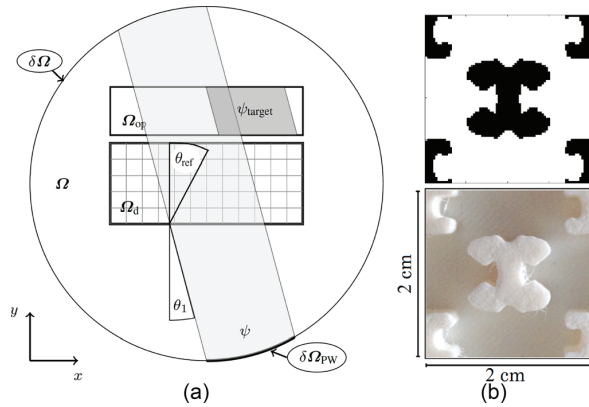 δΩ
Ω
Ω_op
ψ_target
θ_ref
Ω_d
θ_1
ψ
δΩ_PW
y
x
(a)
2 cm
2 cm
(b)